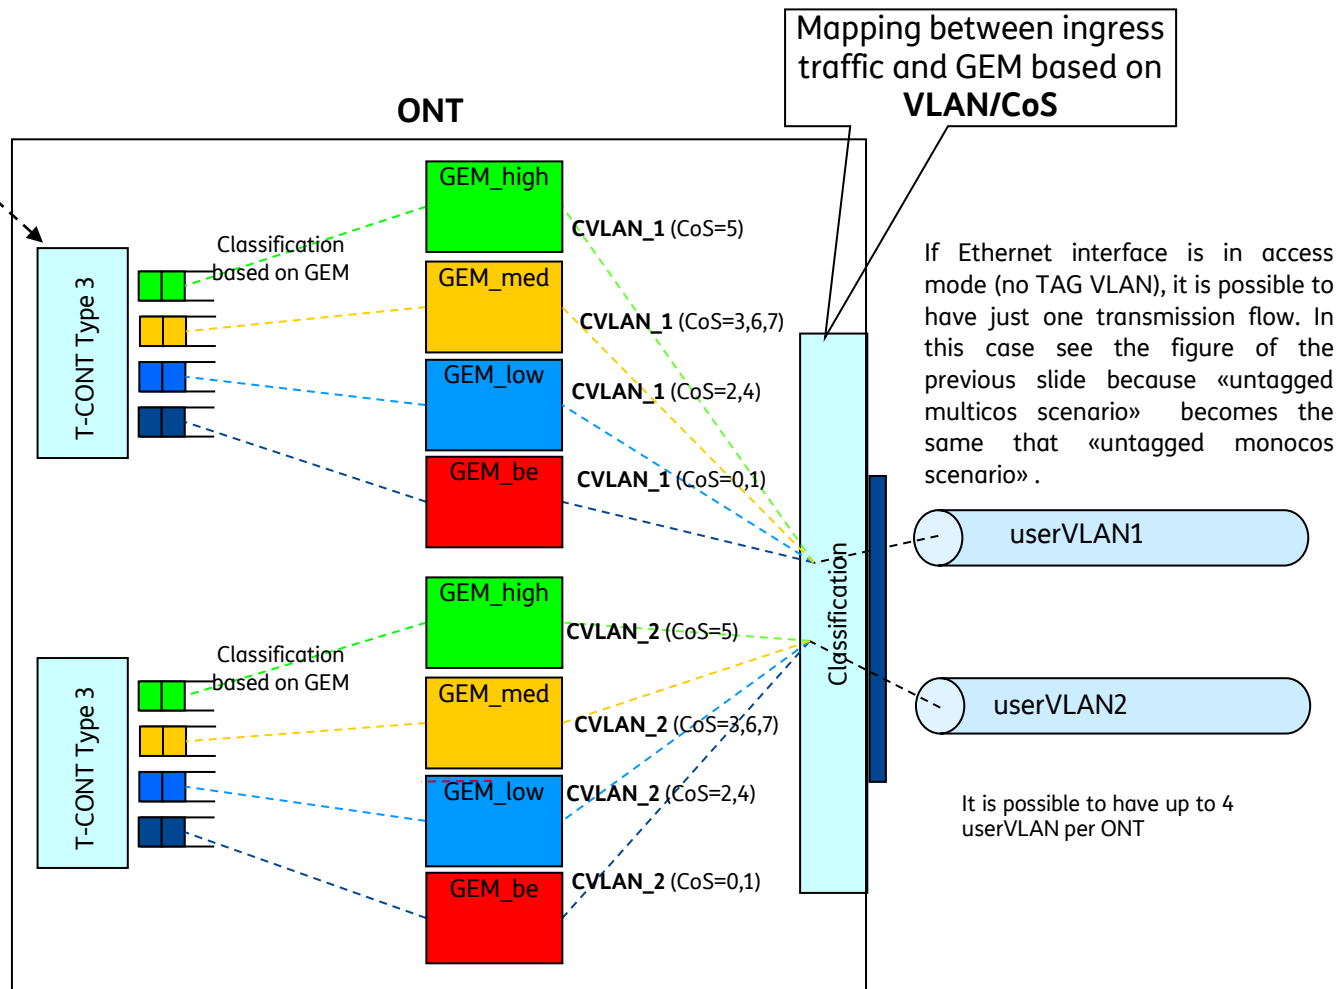 Mapping between ingress
traffic and GEM based on
VLAN/CoS
ONT
GEM_high
CVLAN_1 (CoS=5)
Classification
based on GEM
T-CONT Type 3
GEM_med
CVLAN_1 (CoS=3,6,7)
GEM_low
CVLAN_1 (CoS=2,4)
GEM_be
CVLAN_1 (CoS=0,1)
If Ethernet interface is in access
mode (no TAG VLAN), it is possible to
have just one transmission flow. In
this case see the figure of the
previous slide because «untagged
multicos scenario» becomes the
same that «untagged monocos
scenario» .
Classification
userVLAN1
GEM_high
CVLAN_2 (CoS=5)
Classification
based on GEM
T-CONT Type 3
GEM_med
CVLAN_2 (CoS=3,6,7)
userVLAN2
GEM_low
CVLAN_2 (CoS=2,4)
It is possible to have up to 4
userVLAN per ONT
GEM_be
CVLAN_2 (CoS=0,1)